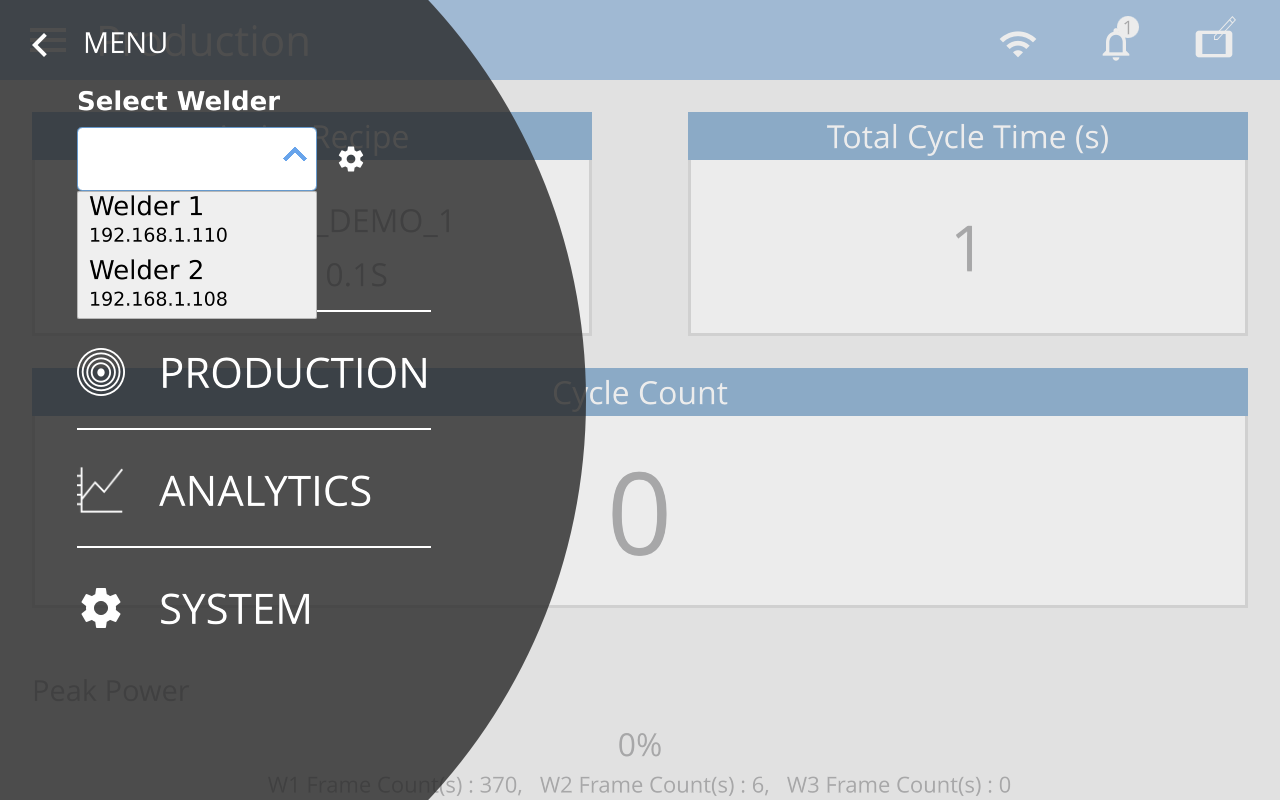 MENU
Production
1
Select Welder
Recipe
Total Cycle Time (s)
Welder 1
192.168.1.110
Welder 2
192.168.1.108
_DEMO_1
0.1S
1
PRODUCTION
Cycle Count
ANALYTICS
0
SYSTEM
Peak Power
0%
W1 Frame Count(s) : 370, W2 Frame Count(s) : 6, W3 Frame Count(s) : 0